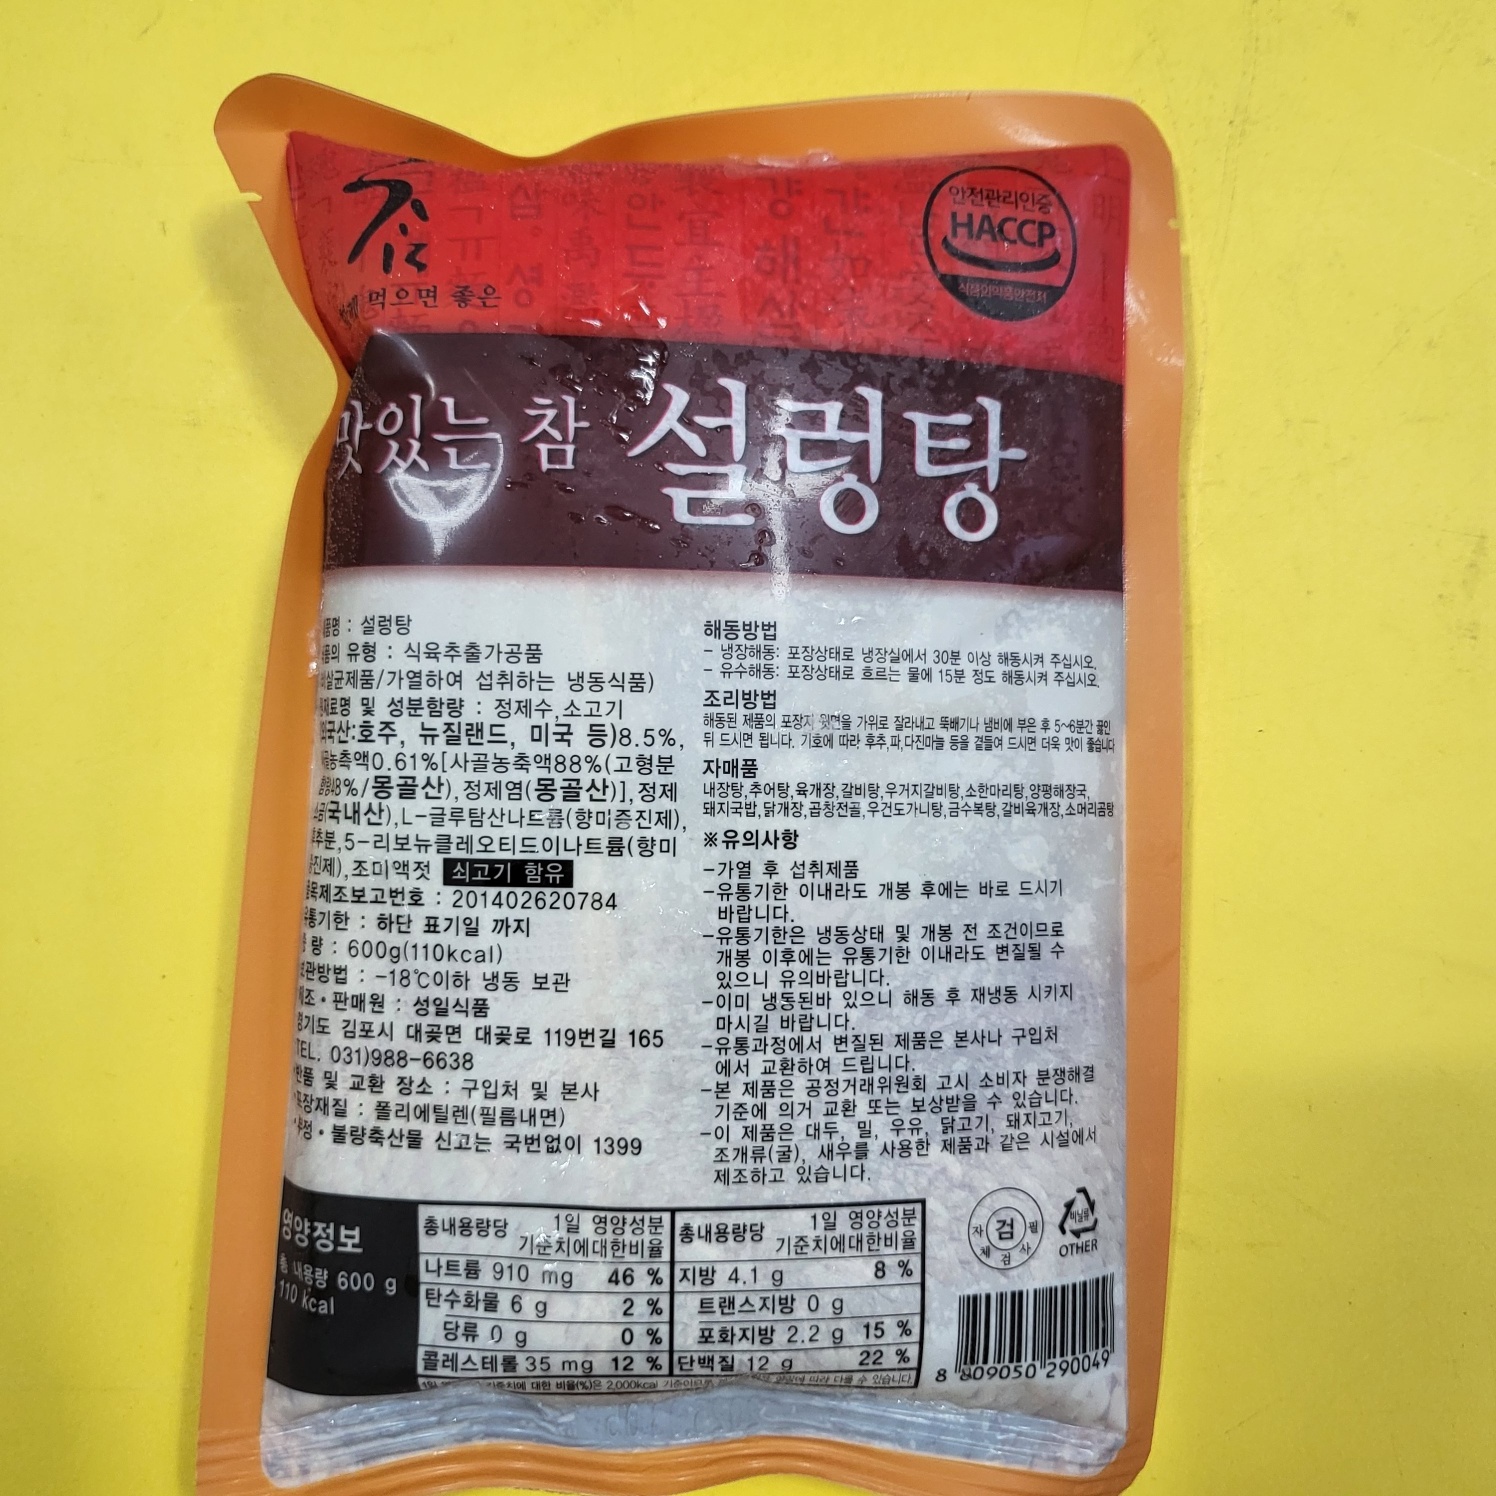 안전관리인증
HACCP
식품의약품안전처
먹으면 좋은
맛있는 참 설렁탕
품명 : 설렁탕
품의 유형 : 식육추출가공품
살균제품/가열하여 섭취하는 냉동식품)
재료명 및 성분함량 : 정제수,소고기
외국산:호주, 뉴질랜드, 미국 등)8.5%,
골농축액0.61%[사골농축액88%(고형분
48%/몽골산),정제염(몽골산)],정제
소금(국내산),L-글루탐산나트륨(향미증진제),
후추분,5-리보뉴클레오티드이나트륨(향미
증진제),조미액젓 쇠고기 함유
품목제조보고번호 : 201402620784
유통기한 : 하단 표기일 까지
량 : 600g(110kcal)
보관방법 : -18℃이하 냉동 보관
제조·판매원 : 성일식품
경기도 김포시 대곶면 대곶로 119번길 165
TEL. 031)988-6638
반품 및 교환 장소 : 구입처 및 본사
포장재질 : 폴리에틸렌(필름내면)
부정·불량축산물 신고는 국번없이 1399
해동방법
- 냉장해동: 포장상태로 냉장실에서 30분 이상 해동시켜 주십시오.
- 유수해동: 포장상태로 흐르는 물에 15분 정도 해동시켜 주십시오.
조리방법
해동된 제품의 포장지 윗면을 가위로 잘라내고 뚝배기나 냄비에 부은 후 5~6분간 끓인
뒤 드시면 됩니다. 기호에 따라 후추,파,다진마늘 등을 곁들여 드시면 더욱 맛이 좋습니다
자매품
내장탕,추어탕,육개장,갈비탕,우거지갈비탕,소한마리탕,양평해장국,
돼지국밥,닭개장,곱창전골,우건도가니탕,금수복탕,갈비육개장,소머리곰탕
※유의사항
-가열 후 섭취제품
-유통기한 이내라도 개봉 후에는 바로 드시기
바랍니다.
-유통기한은 냉동상태 및 개봉 전 조건이므로
개봉 이후에는 유통기한 이내라도 변질될 수
있으니 유의바랍니다.
-이미 냉동된바 있으니 해동 후 재냉동 시키지
마시길 바랍니다.
-유통과정에서 변질된 제품은 본사나 구입처
에서 교환하여 드립니다.
-본 제품은 공정거래위원회 고시 소비자 분쟁해결
기준에 의거 교환 또는 보상받을 수 있습니다.
-이 제품은 대두, 밀, 우유, 닭고기, 돼지고기,
조개류(굴), 새우를 사용한 제품과 같은 시설에서
제조하고 있습니다.
영양정보
총 내용량 600 g
110 kcal
총내용량당 1일 영양성분
기준치에대한비율
나트륨 910 mg 46 %
탄수화물 6 g 2 %
당류 0 g 0 %
콜레스테롤 35 mg 12 %
총내용량당 1일 영양성분
기준치에대한비율
지방 4.1 g 8 %
트랜스지방 0 g
포화지방 2.2 g 15 %
단백질 12 g 22 %
기준치에 대한 비율(%)은 2,000kcal 따라 다를 수 있습니다.
자 검 필
체 검 사
비닐류
OTHER
8 809050 290049